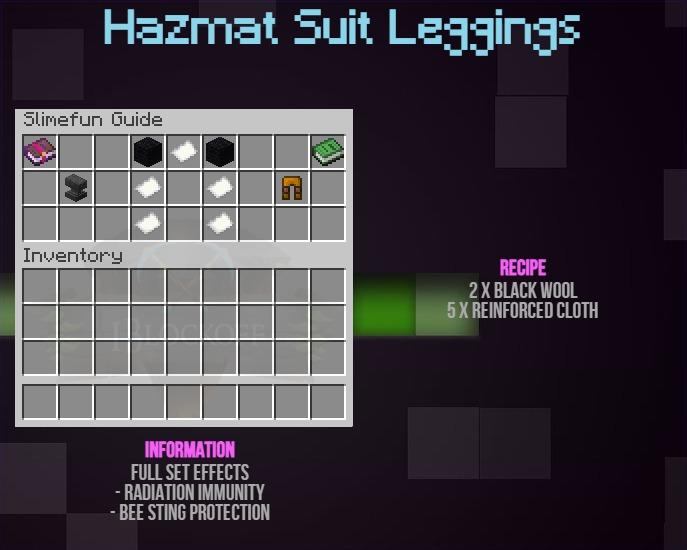 Hazmat Suit Leggings
Slimefun Guide
Inventory
BLOCKOFF
RECIPE
2 X BLACK WOOL
5 X REINFORCED CLOTH
INFORMATION
FULL SET EFFECTS
- RADIATION IMMUNITY
- BEE STING PROTECTION